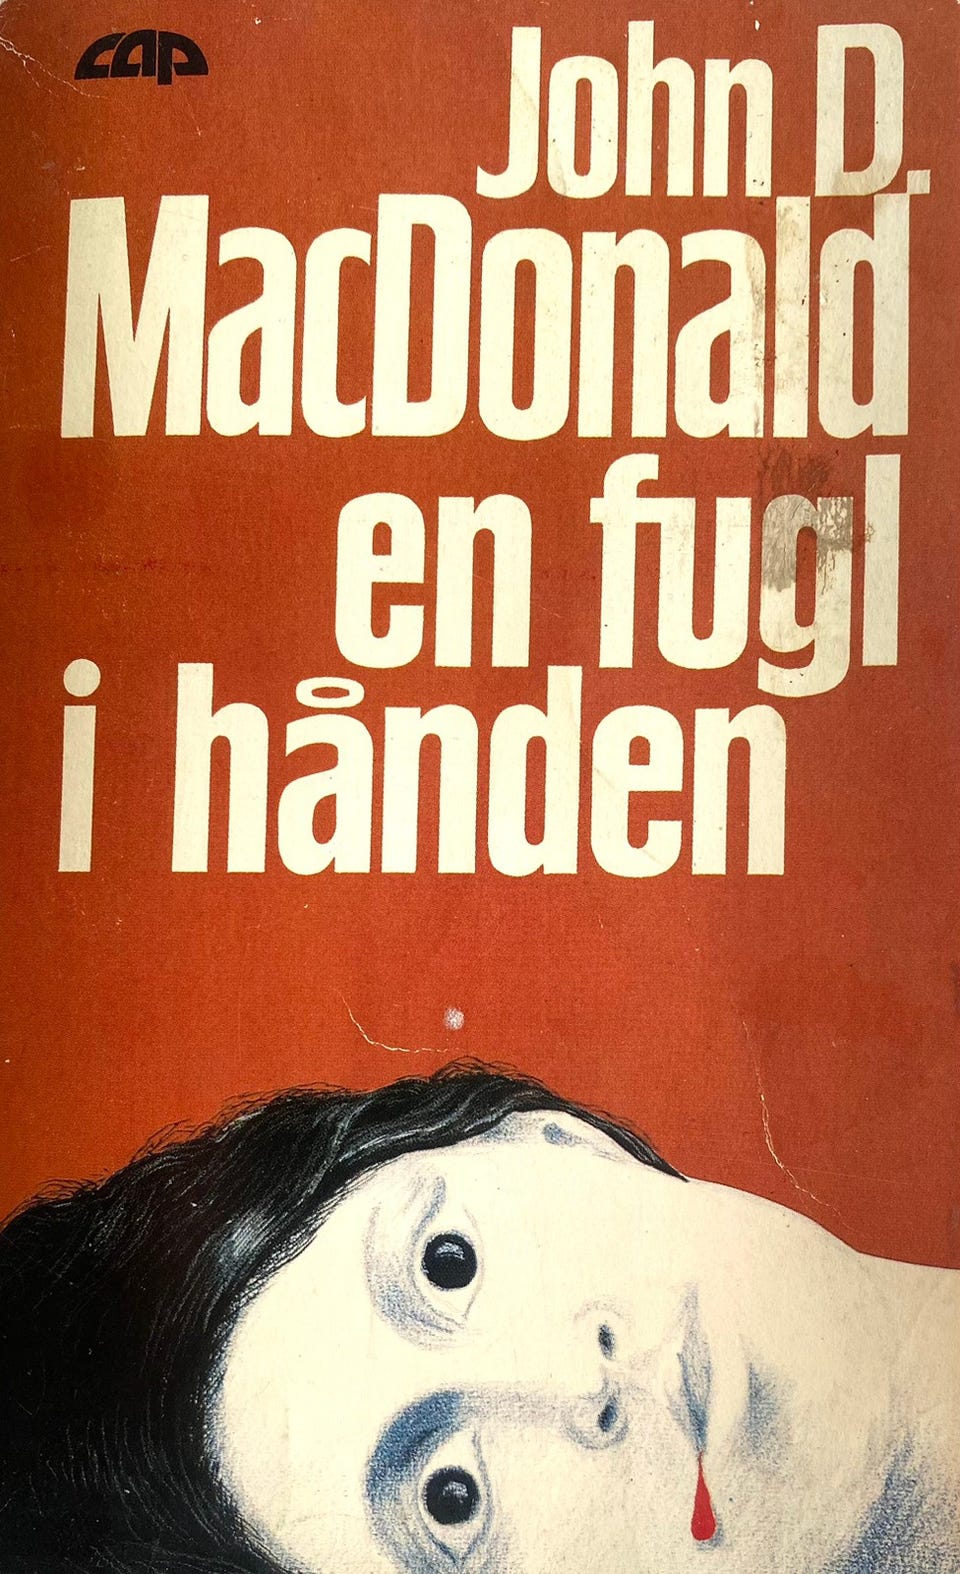 cap
John D.
MacDonald
en fugl
i hånden